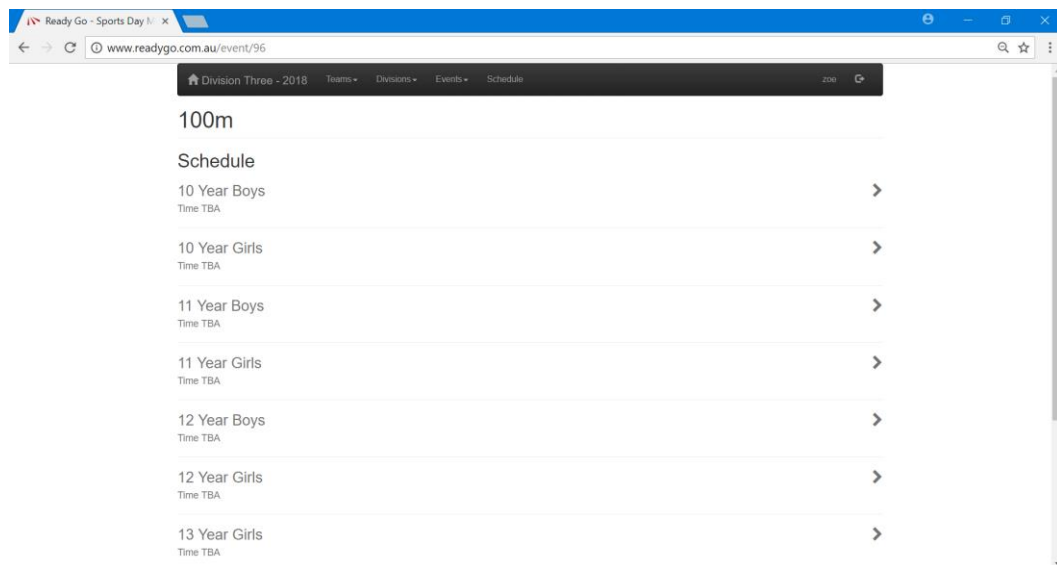 Ready Go - Sports Day M
www.readygo.com.au/event/96
Division Three - 2018 Teams Divisions Events Schedule zoe
100m
Schedule
10 Year Boys
Time TBA
10 Year Girls
Time TBA
11 Year Boys
Time TBA
11 Year Girls
Time TBA
12 Year Boys
Time TBA
12 Year Girls
Time TBA
13 Year Girls
Time TBA